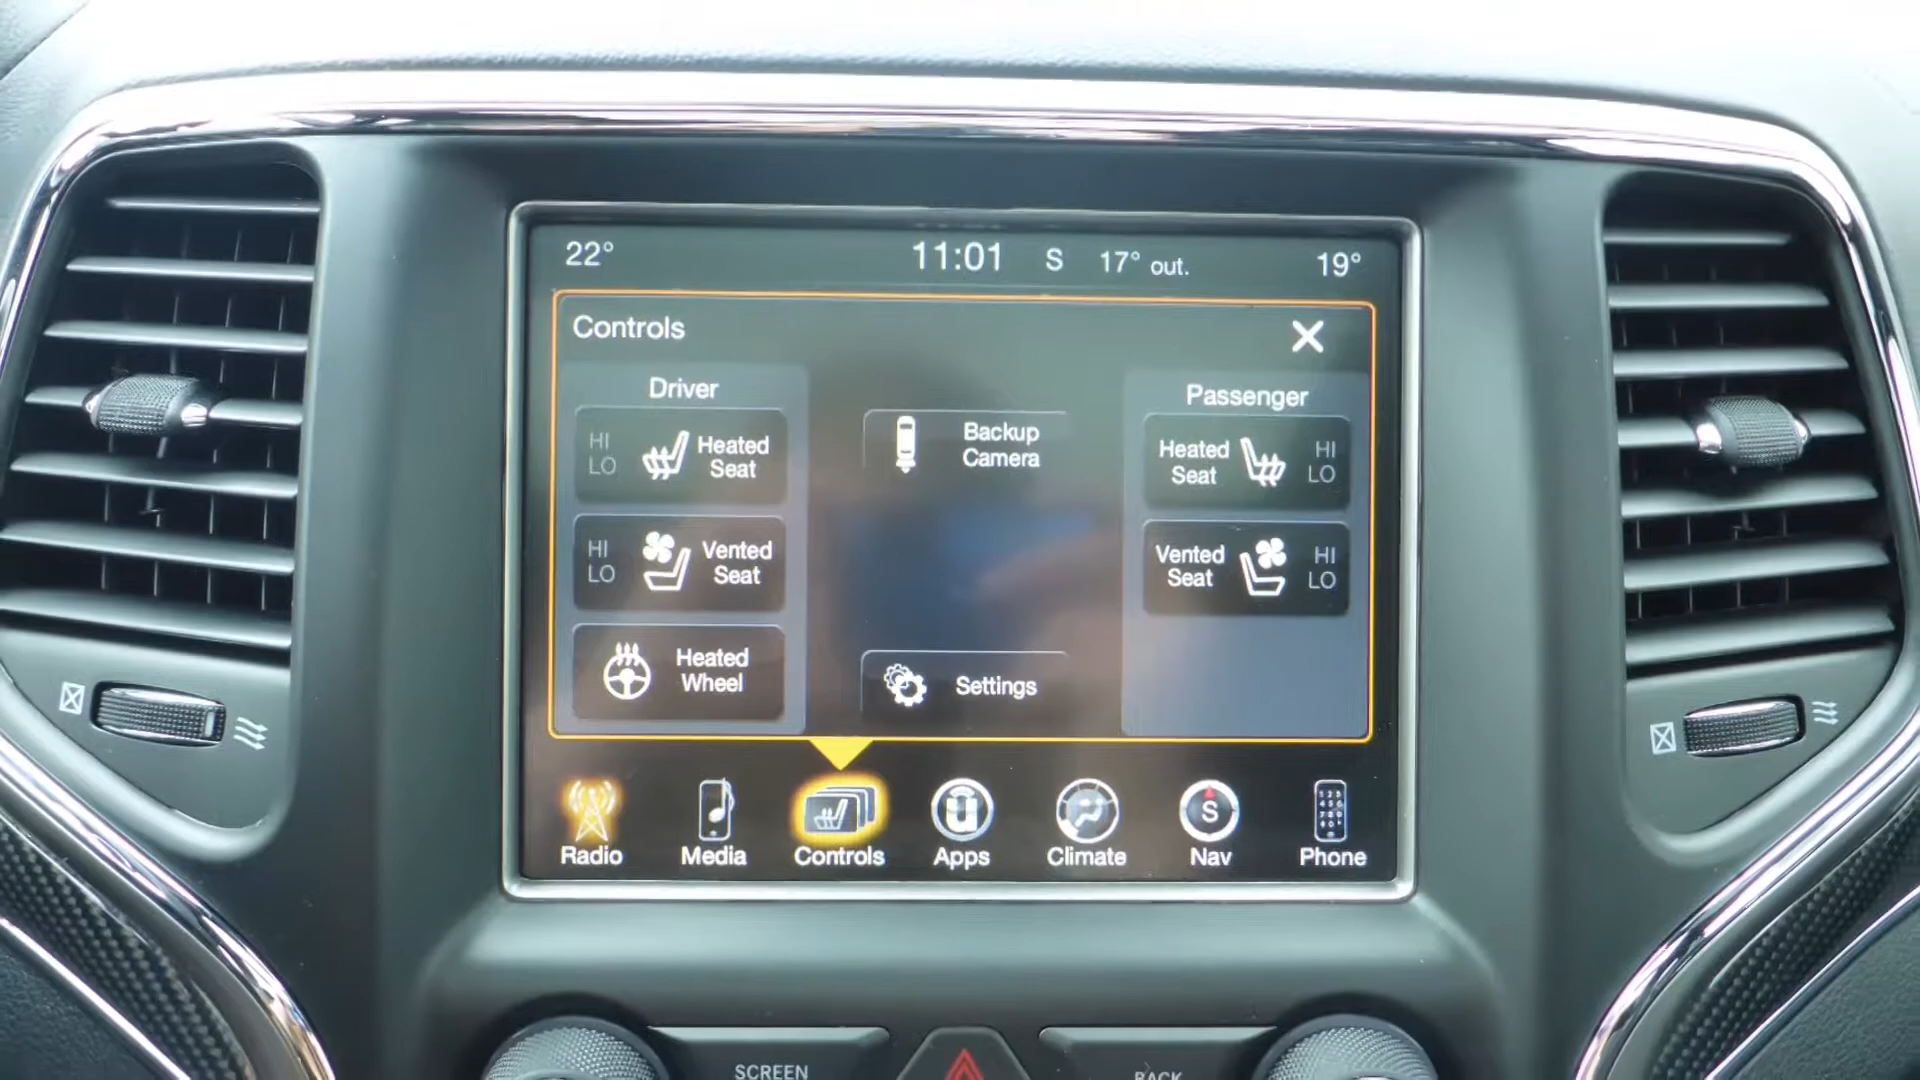 22° 11:01 S 17° out. 19°
Controls
Driver
HI
LO
Heated
Seat
HI
LO
Vented
Seat
Heated
Wheel
Backup
Camera
Settings
Passenger
Heated
Seat
HI
LO
Vented
Seat
HI
LO
Radio Media Controls Apps Climate Nav Phone
S
SCREEN
BACK